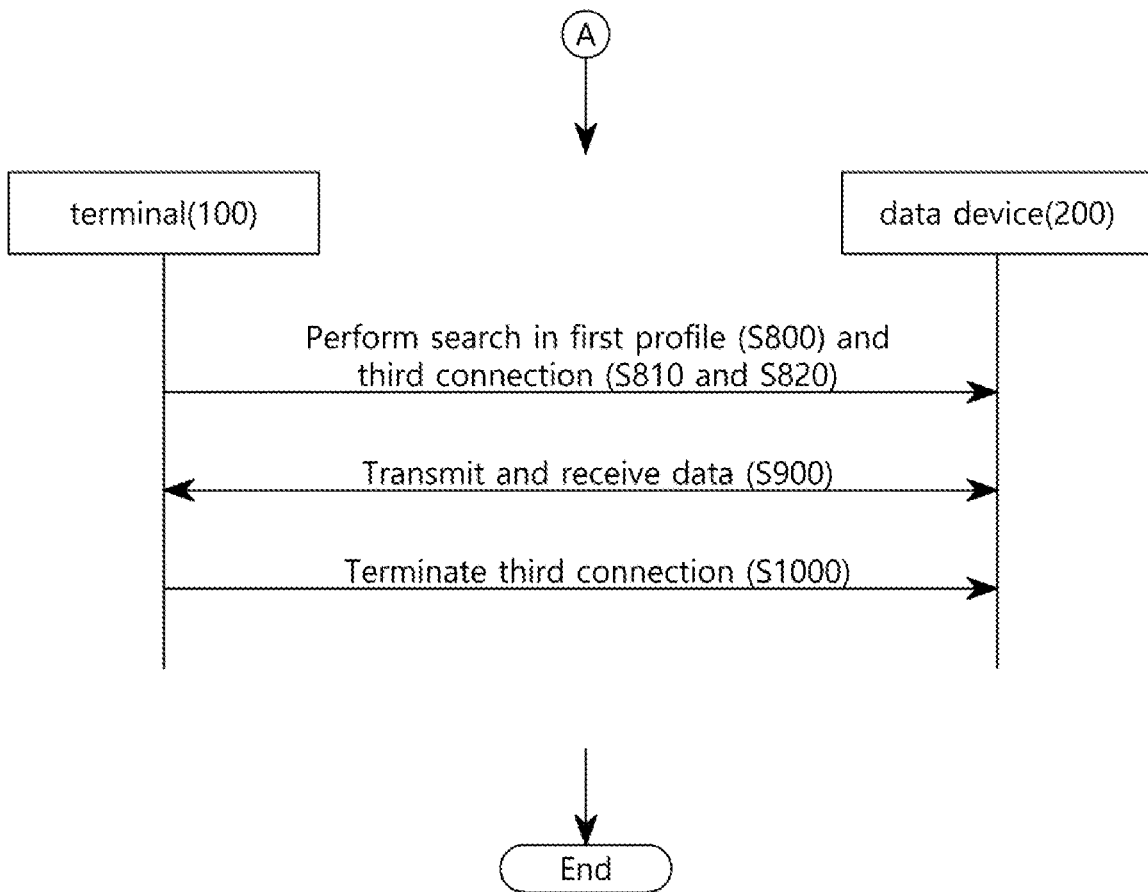 A
terminal(100)
data device(200)
Perform search in first profile (S800) and
third connection (S810 and S820)
Transmit and receive data (S900)
Terminate third connection (S1000)
End